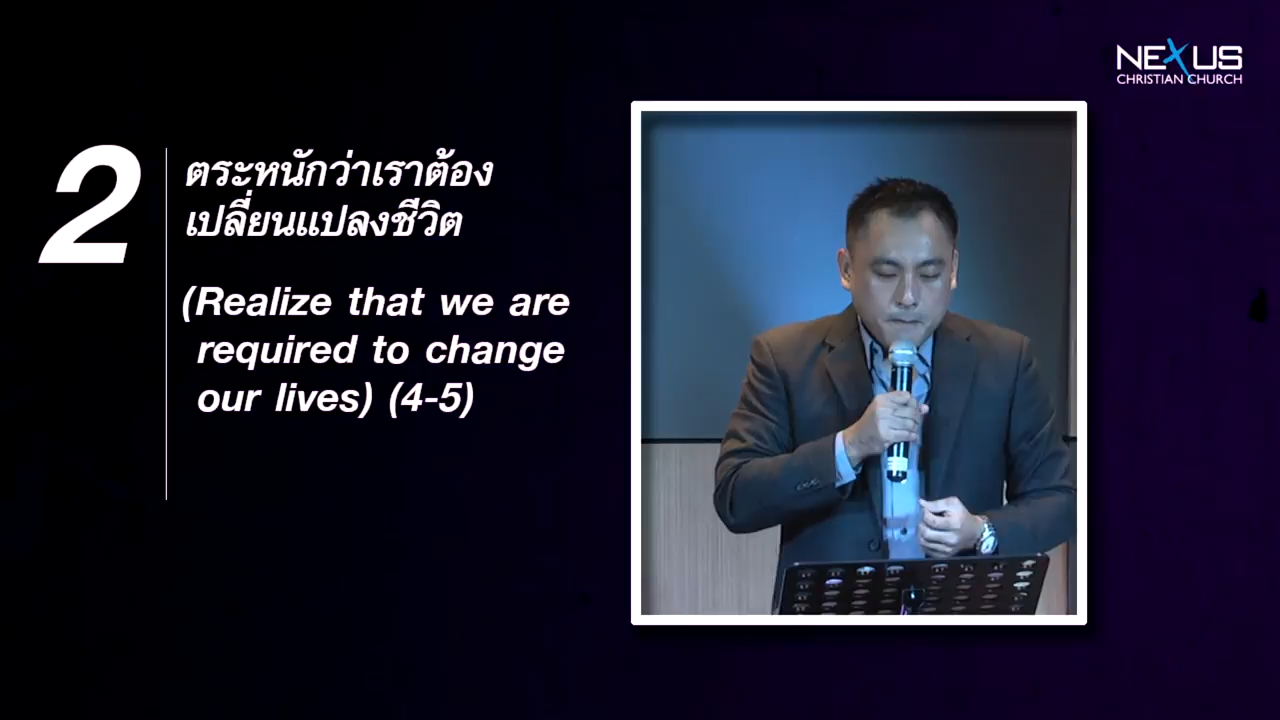 NEXUS
CHRISTIAN CHURCH
2
ตระหนักว่าเราต้อง
เปลี่ยนแปลงชีวิต
(Realize that we are
required to change
our lives) (4-5)